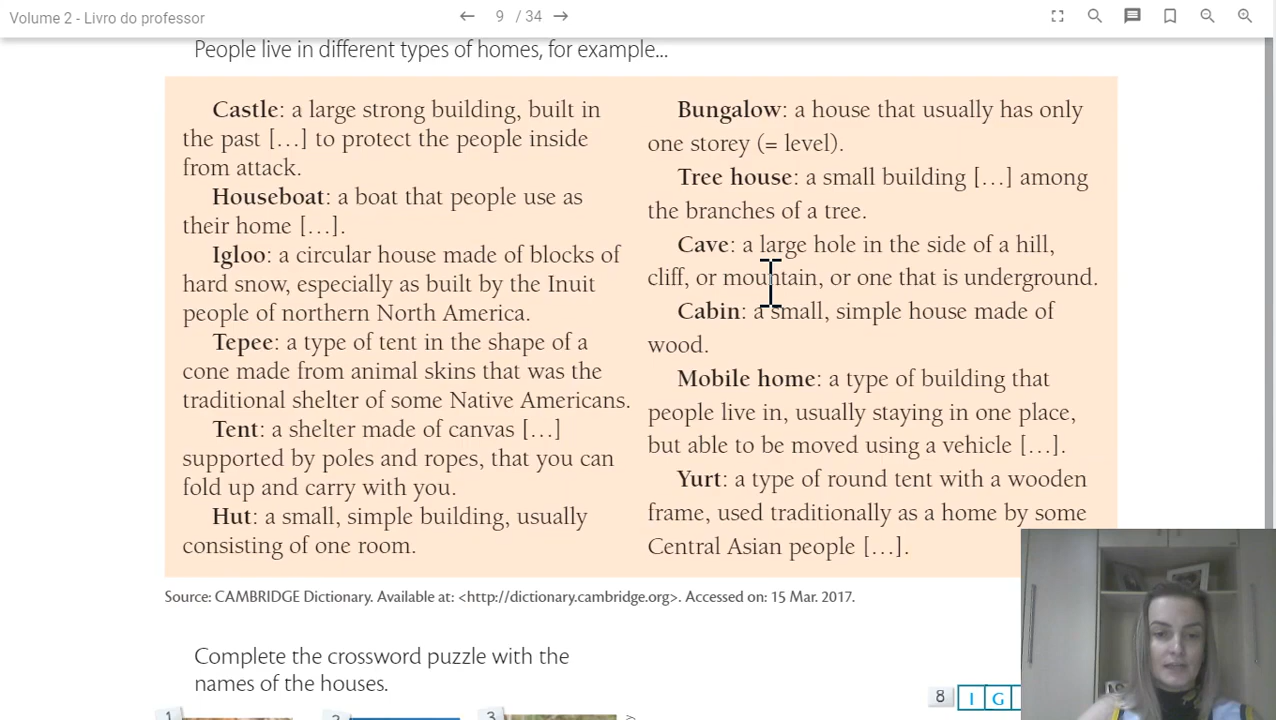 Volume 2 - Livro do professor
9 / 34
People live in different types of homes, for example...
Castle: a large strong building, built in
the past [...] to protect the people inside
from attack.
Houseboat: a boat that people use as
their home [...].
Igloo: a circular house made of blocks of
hard snow, especially as built by the Inuit
people of northern North America.
Tepee: a type of tent in the shape of a
cone made from animal skins that was the
traditional shelter of some Native Americans.
Tent: a shelter made of canvas [...]
supported by poles and ropes, that you can
fold up and carry with you.
Hut: a small, simple building, usually
consisting of one room.
Bungalow: a house that usually has only
one storey (= level).
Tree house: a small building [...] among
the branches of a tree.
Cave: a large hole in the side of a hill,
cliff, or mountain, or one that is underground.
Cabin: a small, simple house made of
wood.
Mobile home: a type of building that
people live in, usually staying in one place,
but able to be moved using a vehicle [...].
Yurt: a type of round tent with a wooden
frame, used traditionally as a home by some
Central Asian people [...].
Source: CAMBRIDGE Dictionary. Available at: <http://dictionary.cambridge.org>. Accessed on: 15 Mar. 2017.
Complete the crossword puzzle with the
names of the houses.
8 I G
1 2 3